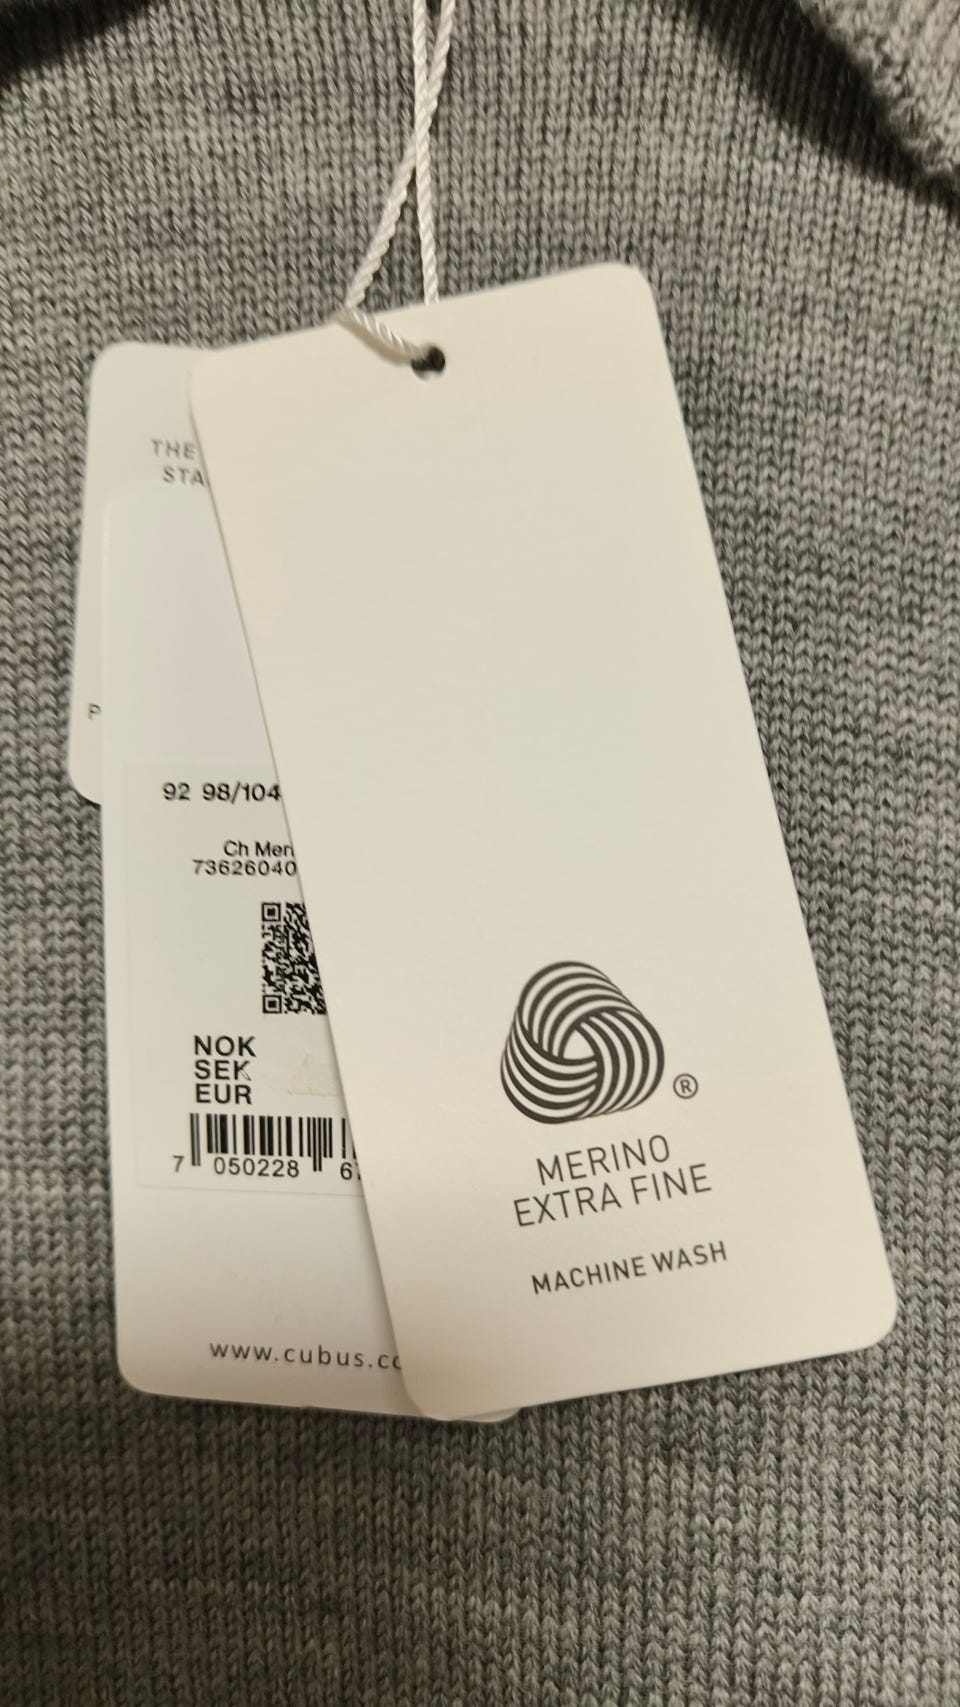 THE
STA
P
92 98/104
Ch Meri
73626040
NOK
SEK
EUR
7 050228 67
www.cubus.co
®
MERINO
EXTRA FINE
MACHINE WASH